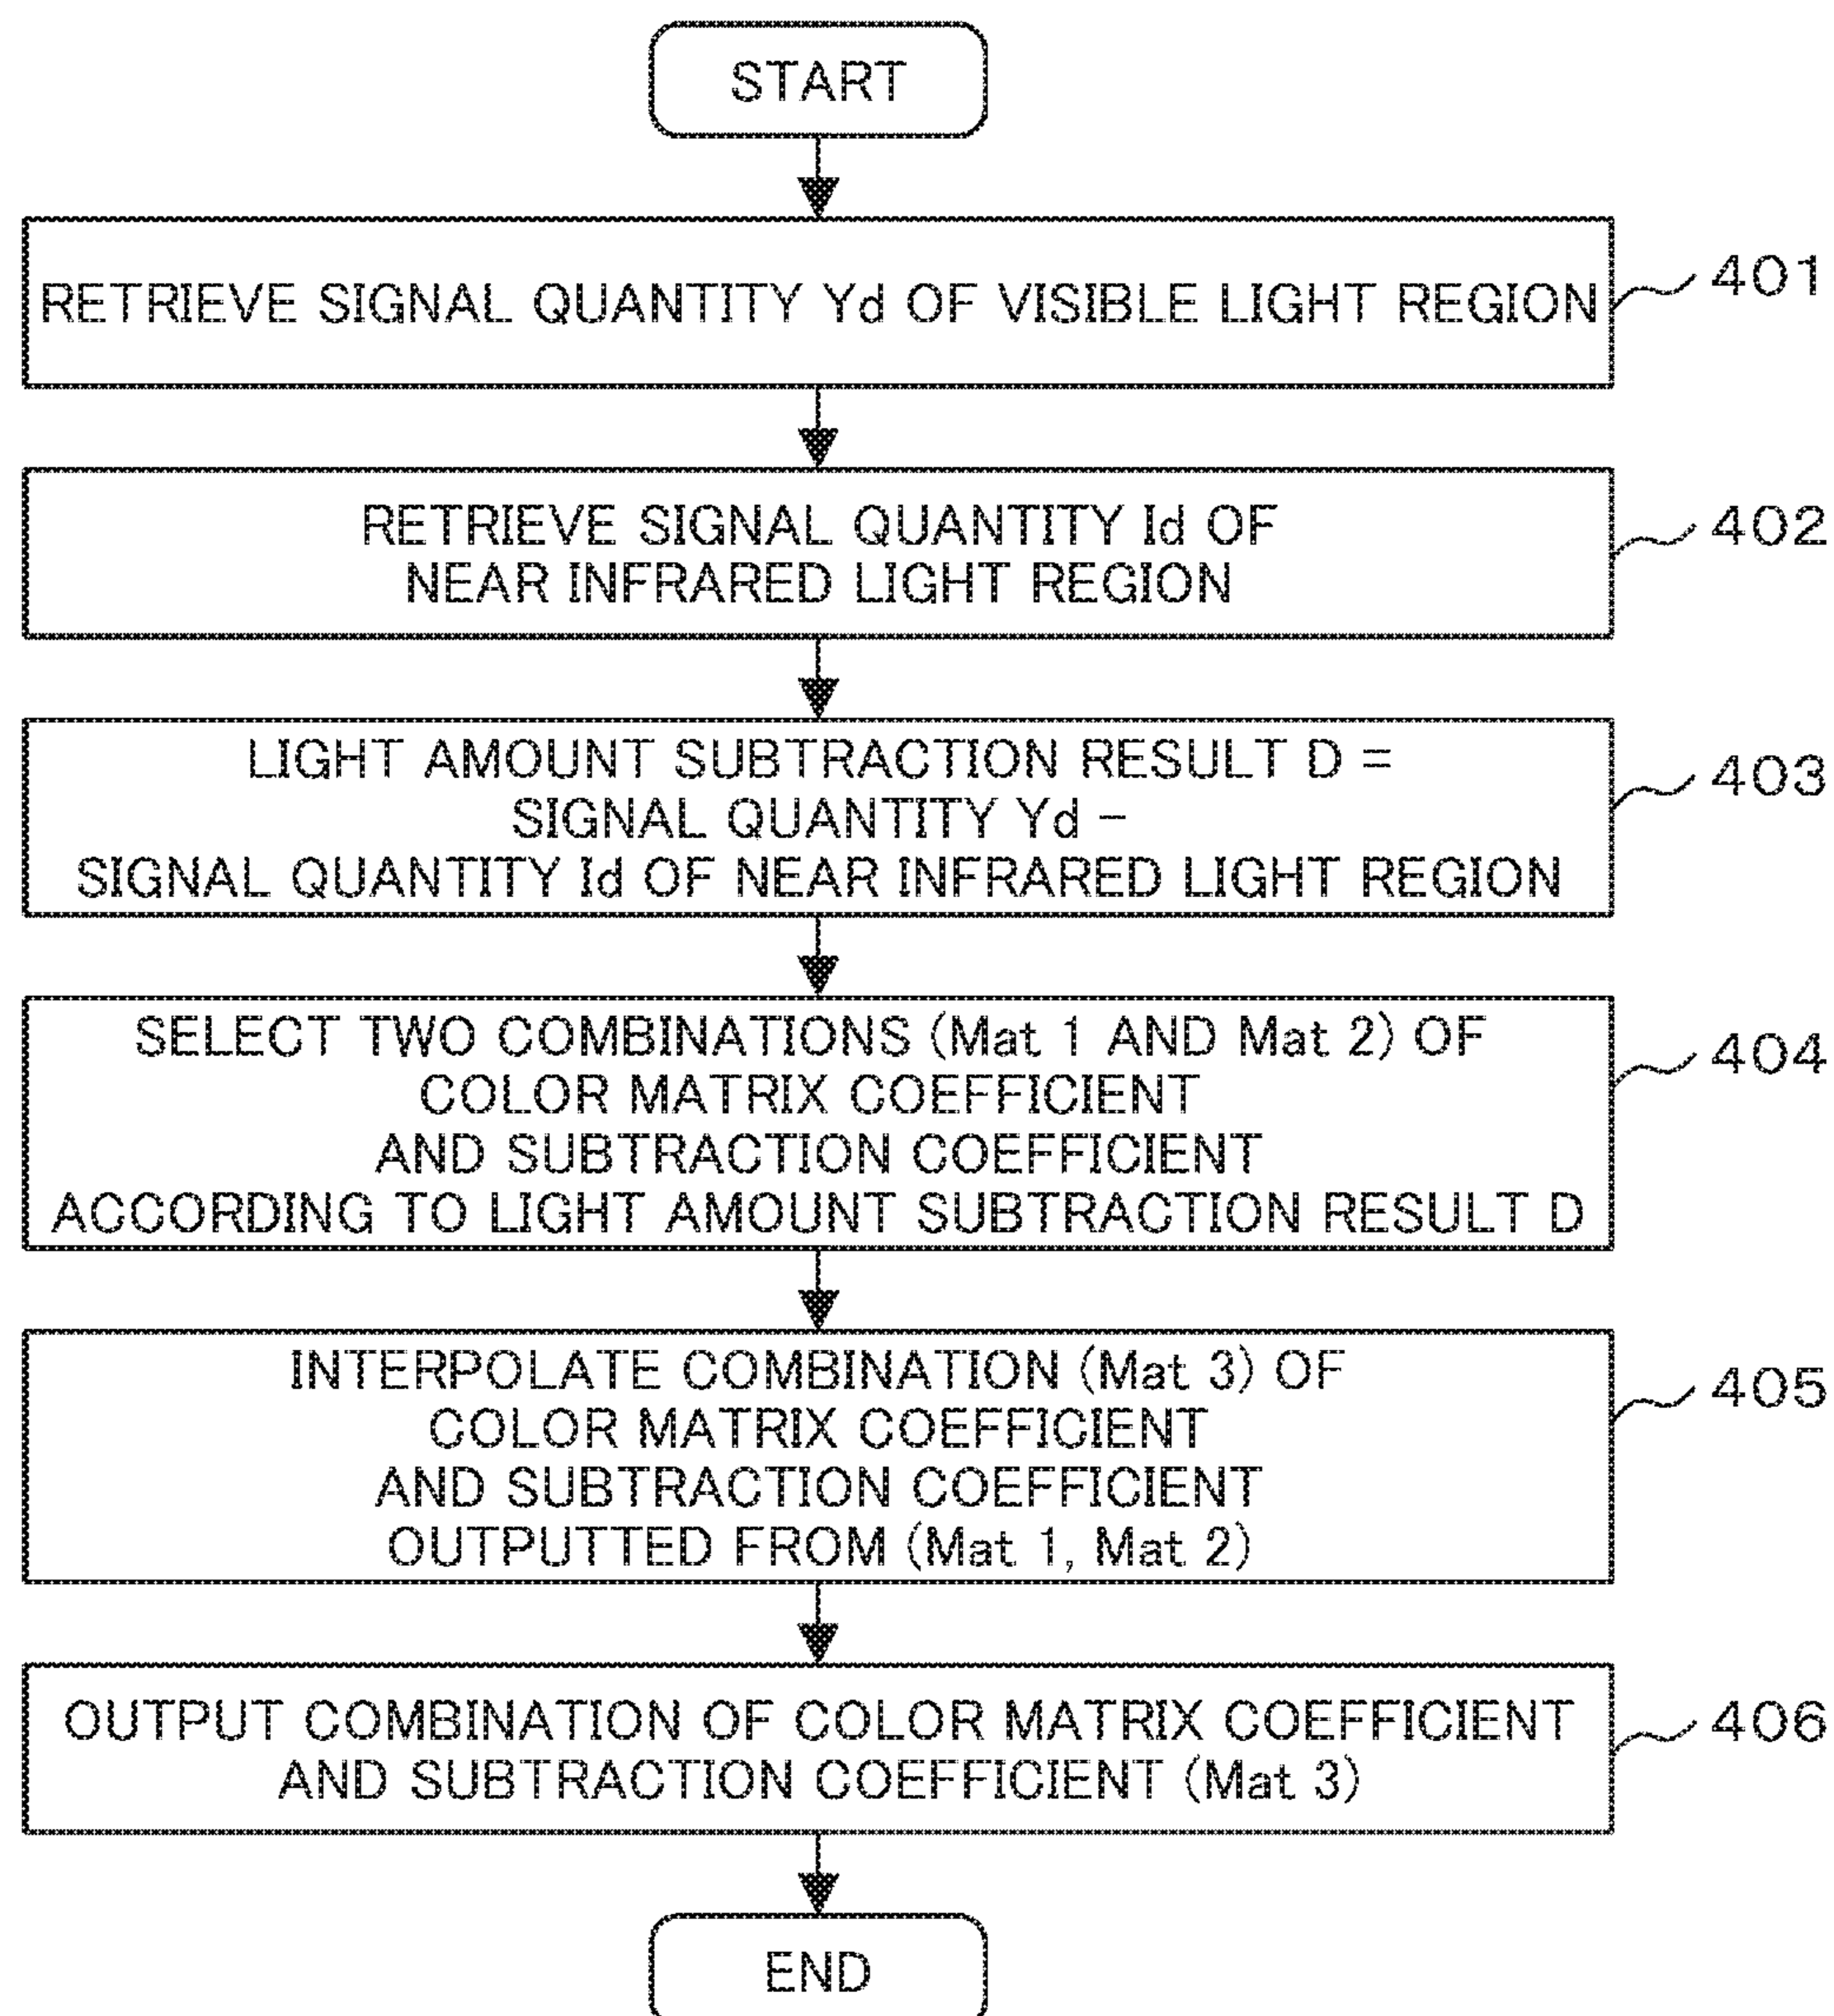 START
RETRIEVE SIGNAL QUANTITY Yd OF VISIBLE LIGHT REGION
401
RETRIEVE SIGNAL QUANTITY Id OF
NEAR INFRARED LIGHT REGION
402
LIGHT AMOUNT SUBTRACTION RESULT D =
SIGNAL QUANTITY Yd −
SIGNAL QUANTITY Id OF NEAR INFRARED LIGHT REGION
403
SELECT TWO COMBINATIONS (Mat 1 AND Mat 2) OF
COLOR MATRIX COEFFICIENT
AND SUBTRACTION COEFFICIENT
ACCORDING TO LIGHT AMOUNT SUBTRACTION RESULT D
404
INTERPOLATE COMBINATION (Mat 3) OF
COLOR MATRIX COEFFICIENT
AND SUBTRACTION COEFFICIENT
OUTPUTTED FROM (Mat 1, Mat 2)
405
OUTPUT COMBINATION OF COLOR MATRIX COEFFICIENT
AND SUBTRACTION COEFFICIENT (Mat 3)
406
END